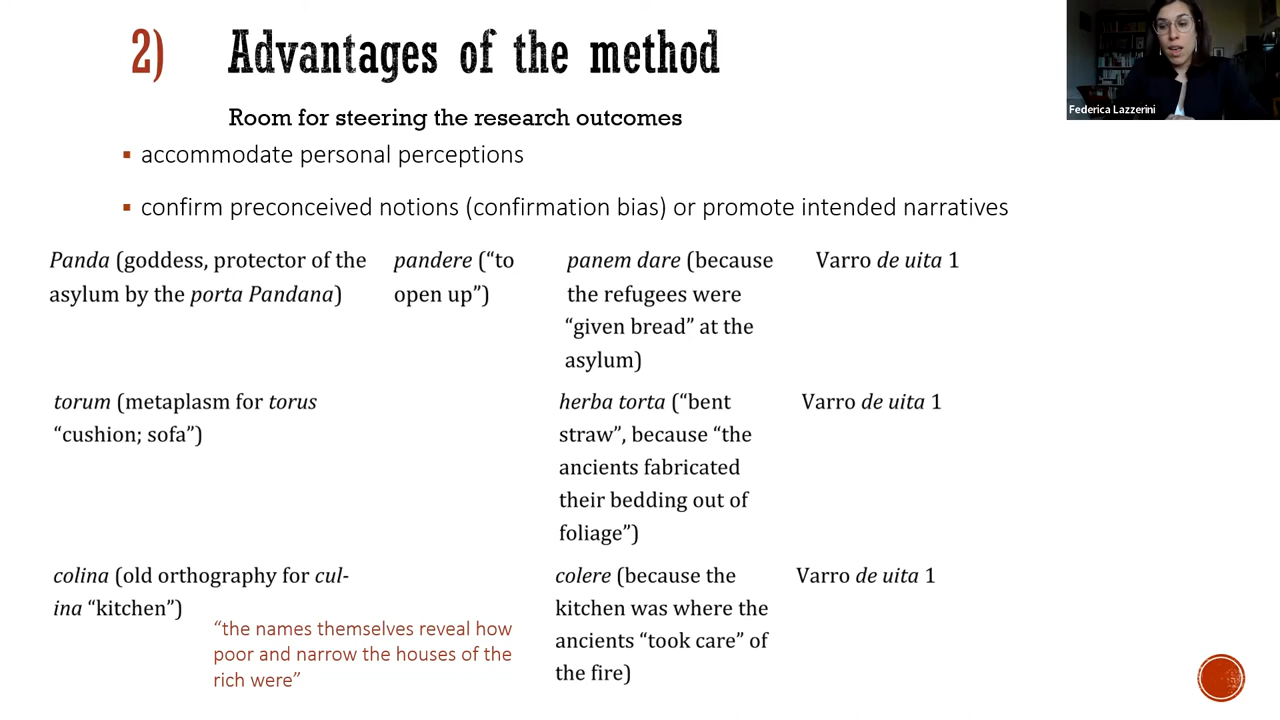 2) Advantages of the method
Federica Lazzerini
Room for steering the research outcomes
▪ accommodate personal perceptions
▪ confirm preconceived notions (confirmation bias) or promote intended narratives
Panda (goddess, protector of the
asylum by the porta Pandana)
pandere (“to
open up”)
panem dare (because
the refugees were
“given bread” at the
asylum)
Varro de uita 1
torum (metaplasm for torus
“cushion; sofa”)
herba torta (“bent
straw”, because “the
ancients fabricated
their bedding out of
foliage”)
Varro de uita 1
colina (old orthography for cul-
ina “kitchen”)
“the names themselves reveal how
poor and narrow the houses of the
rich were”
colere (because the
kitchen was where the
ancients “took care” of
the fire)
Varro de uita 1